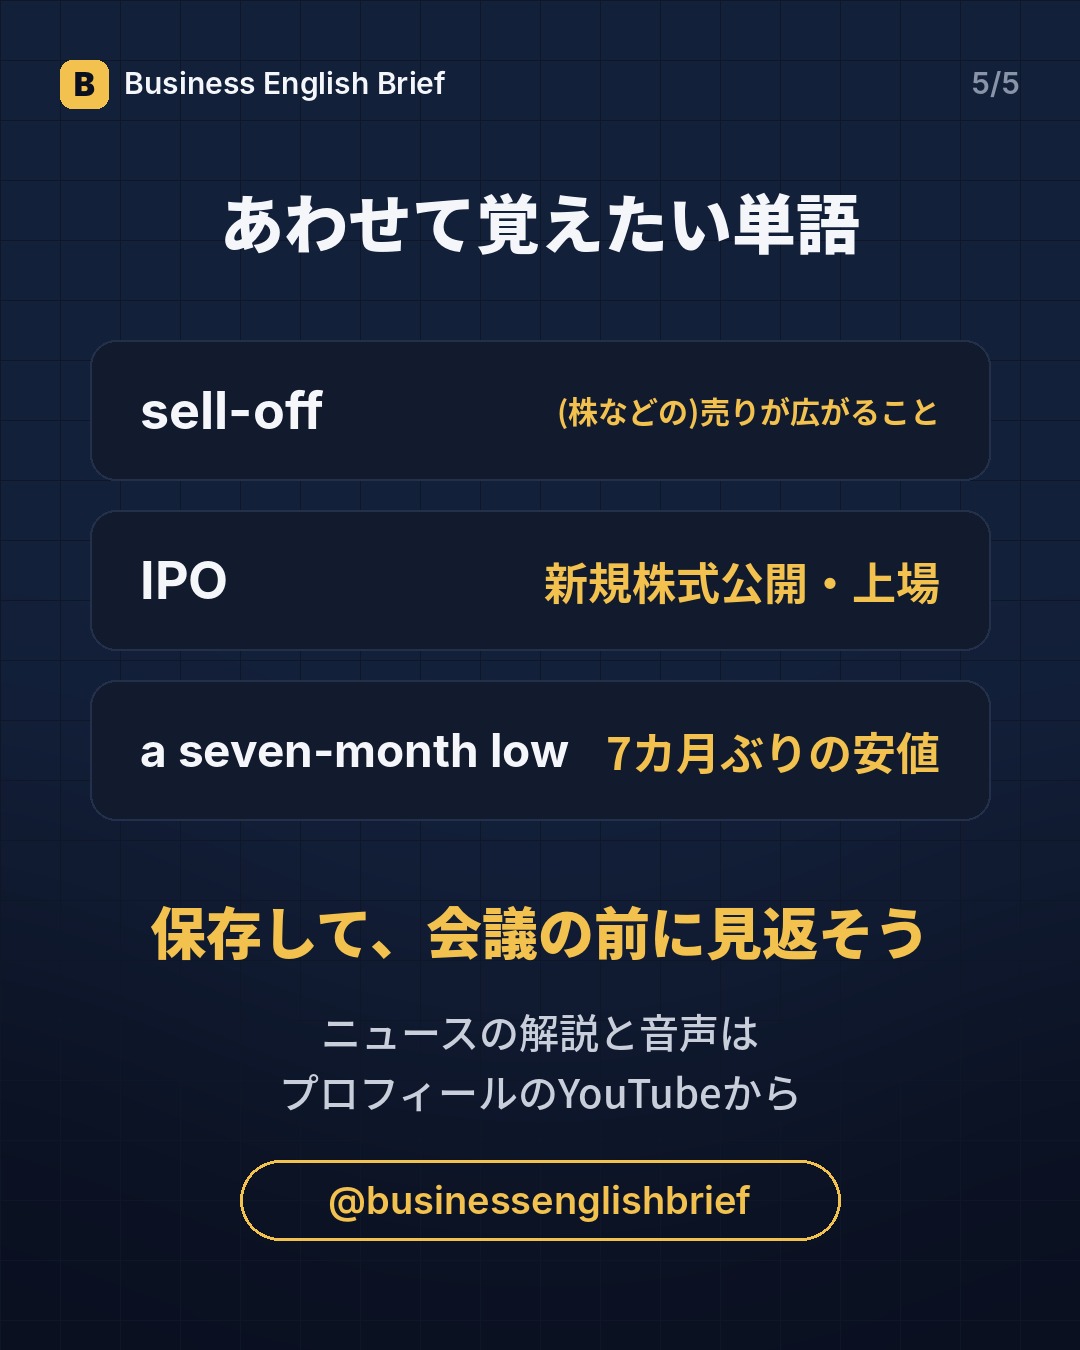 B Business English Brief 5/5
あわせて覚えたい単語
sell-off (株などの)売りが広がること
IPO 新規株式公開・上場
a seven-month low 7カ月ぶりの安値
保存して、会議の前に見返そう
ニュースの解説と音声は
プロフィールのYouTubeから
@businessenglishbrief